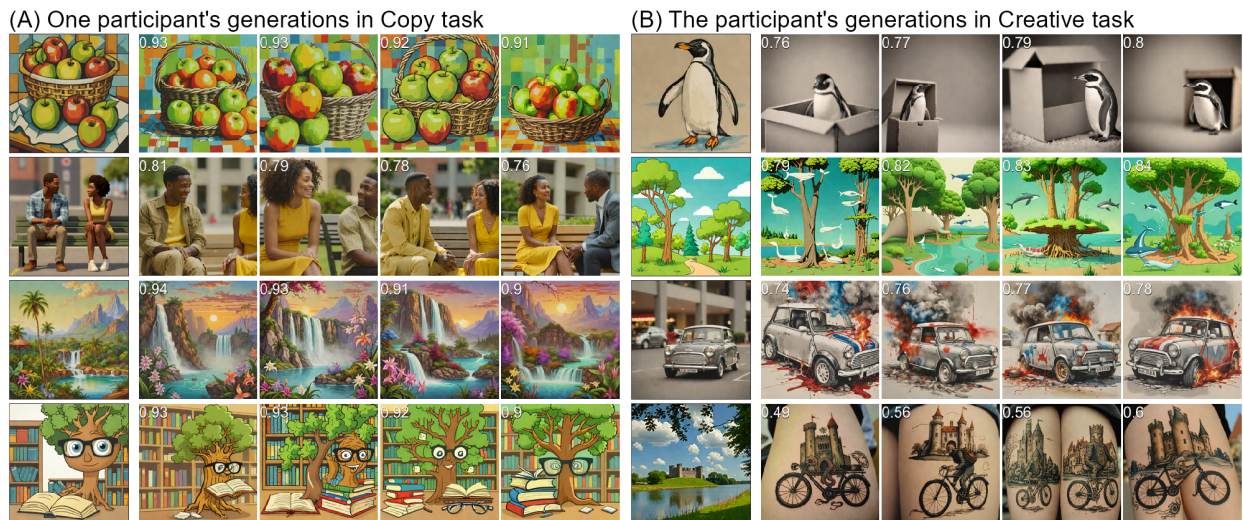 (A) One participant's generations in Copy task
(B) The participant's generations in Creative task
0.93 0.93 0.92 0.91
0.76 0.77 0.79 0.8
0.81 0.79 0.78 0.76
0.79 0.82 0.83 0.84
0.94 0.93 0.91 0.9
0.74 0.76 0.77 0.78
0.93 0.93 0.92 0.9
0.49 0.56 0.56 0.6